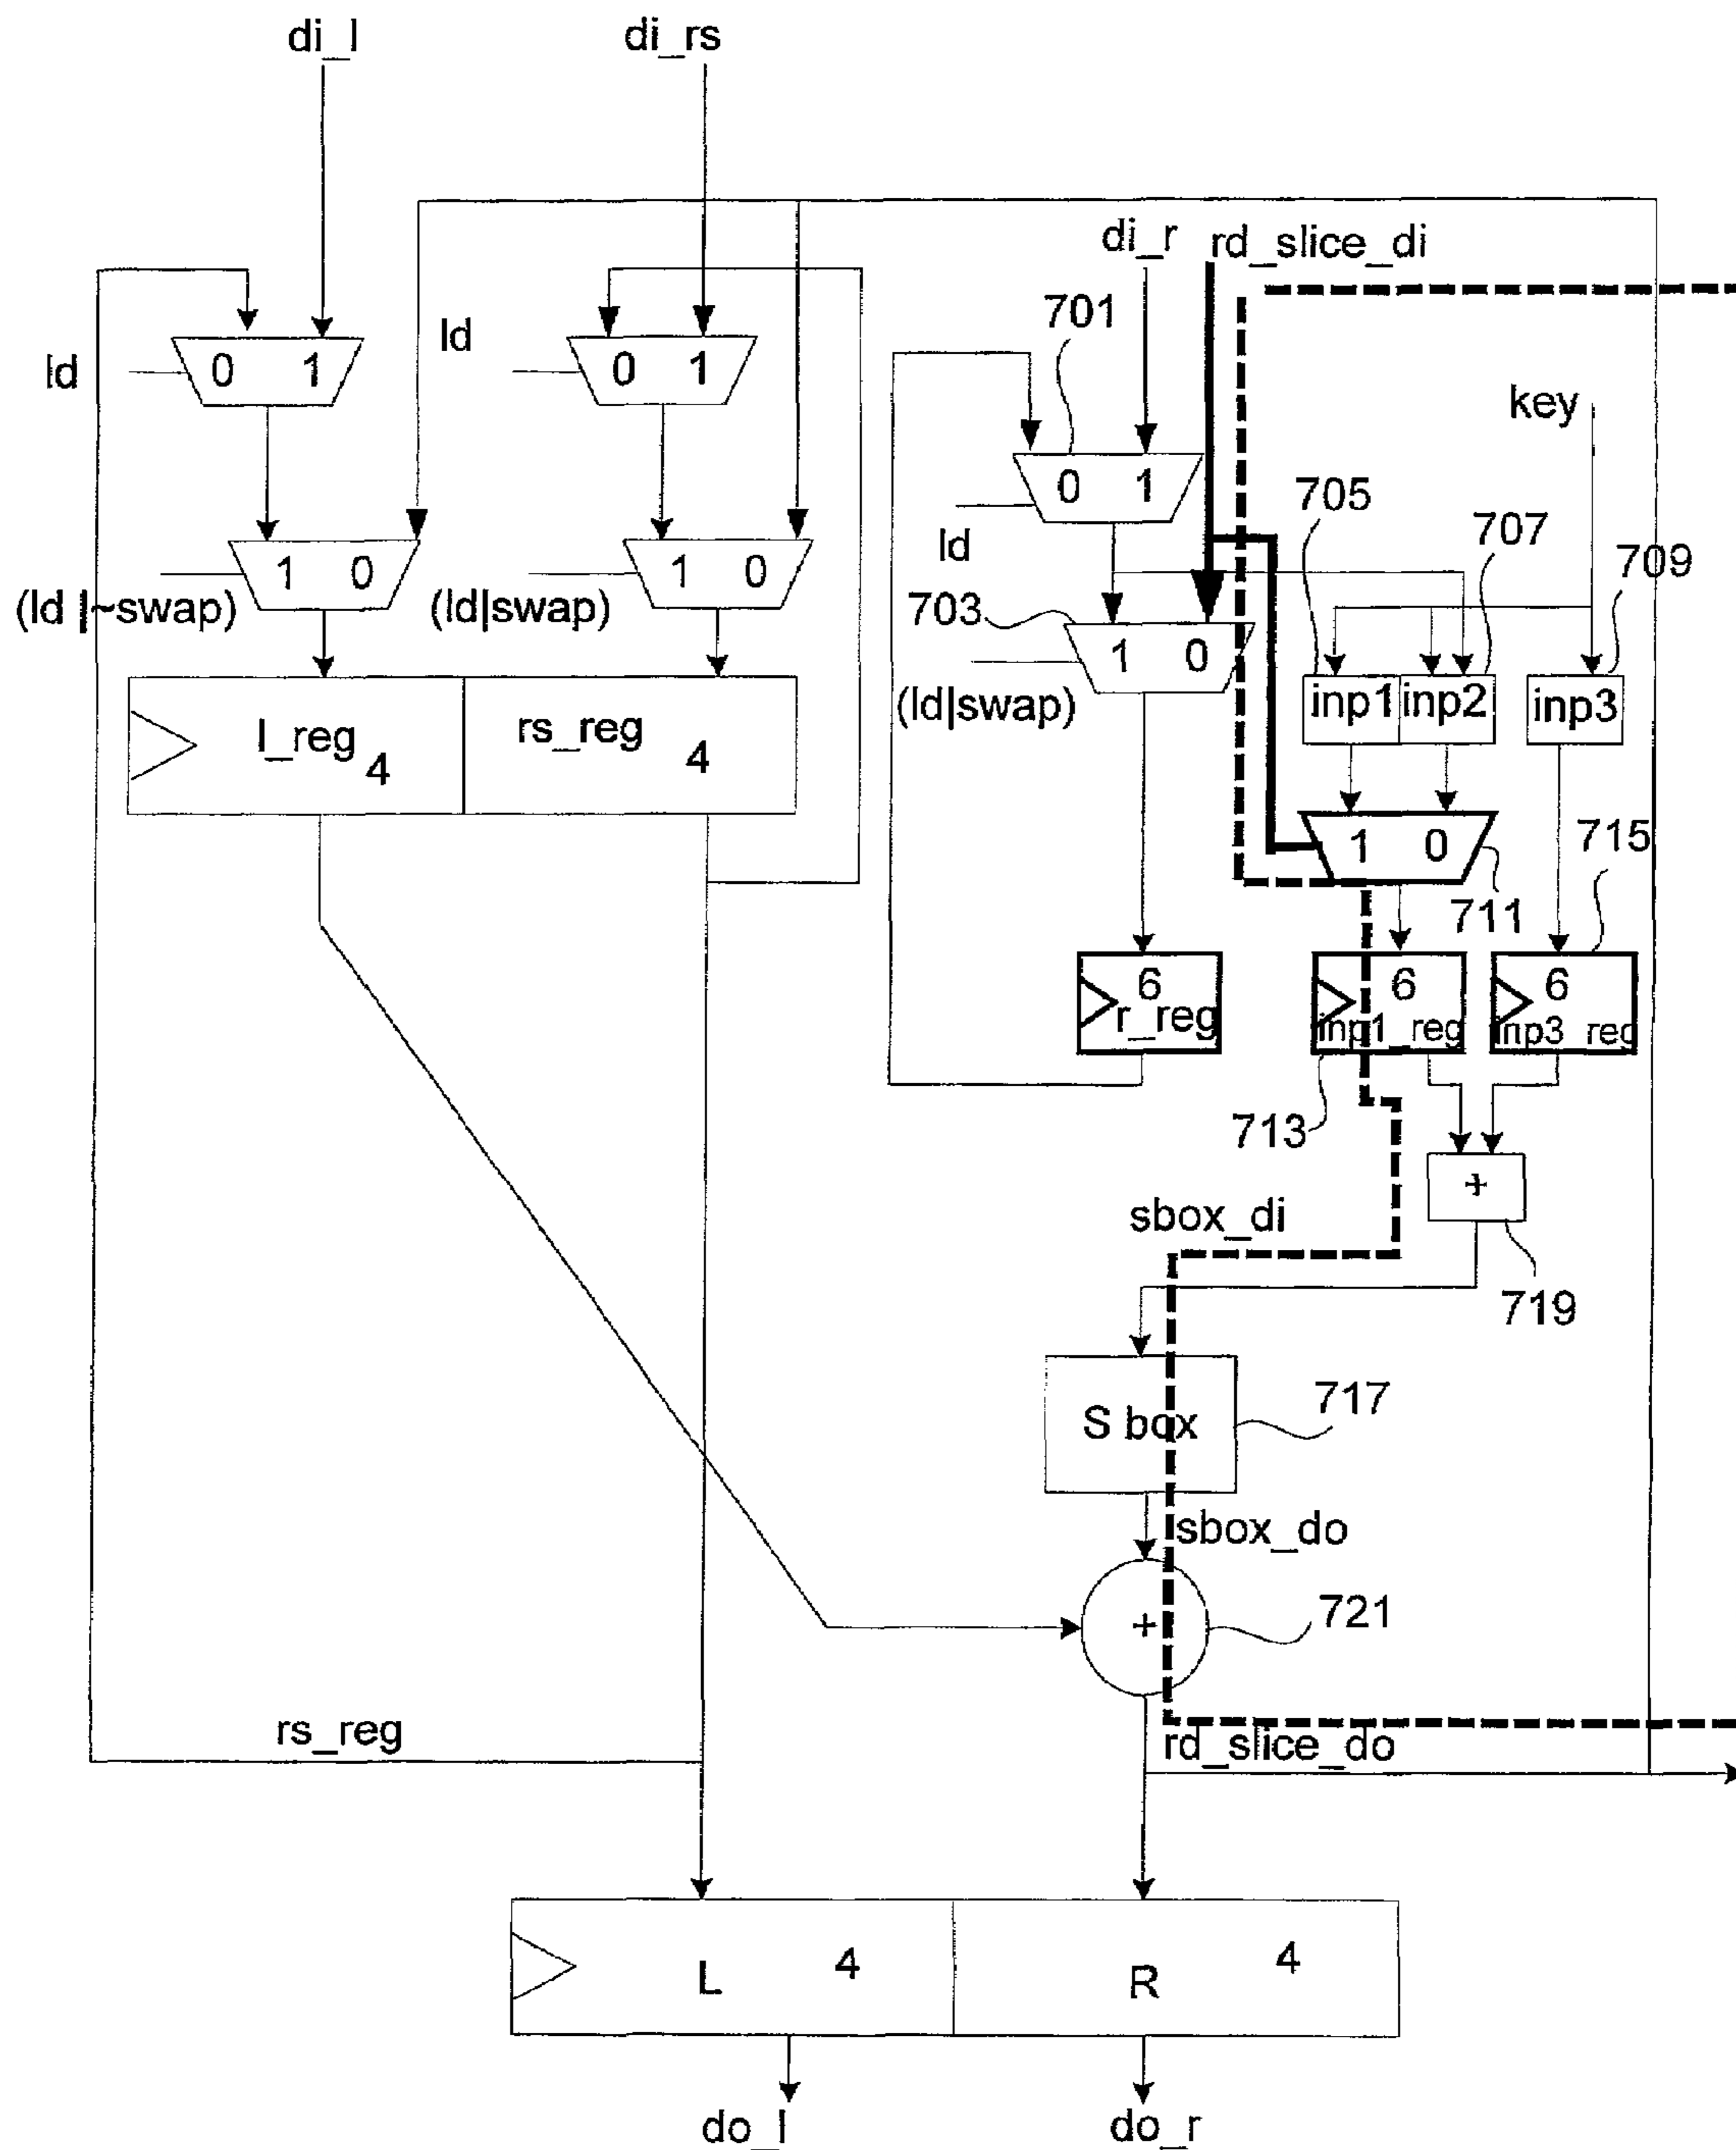 di_l
di_rs
di_r
rd_slice_di
701
key
ld
0 1
ld
0 1
0 1
705
707
709
ld
1 0
(ld |~swap)
1 0
(ld|swap)
703
1 0
(ld|swap)
inp1
inp2
inp3
l_reg
4
rs_reg
4
1 0
711
715
6
r_reg
6
inp1_reg
6
inp3_reg
713
+
719
sbox_di
S box
717
sbox_do
+
721
rs_reg
rd_slice_do
L
4
R
4
do_l
do_r